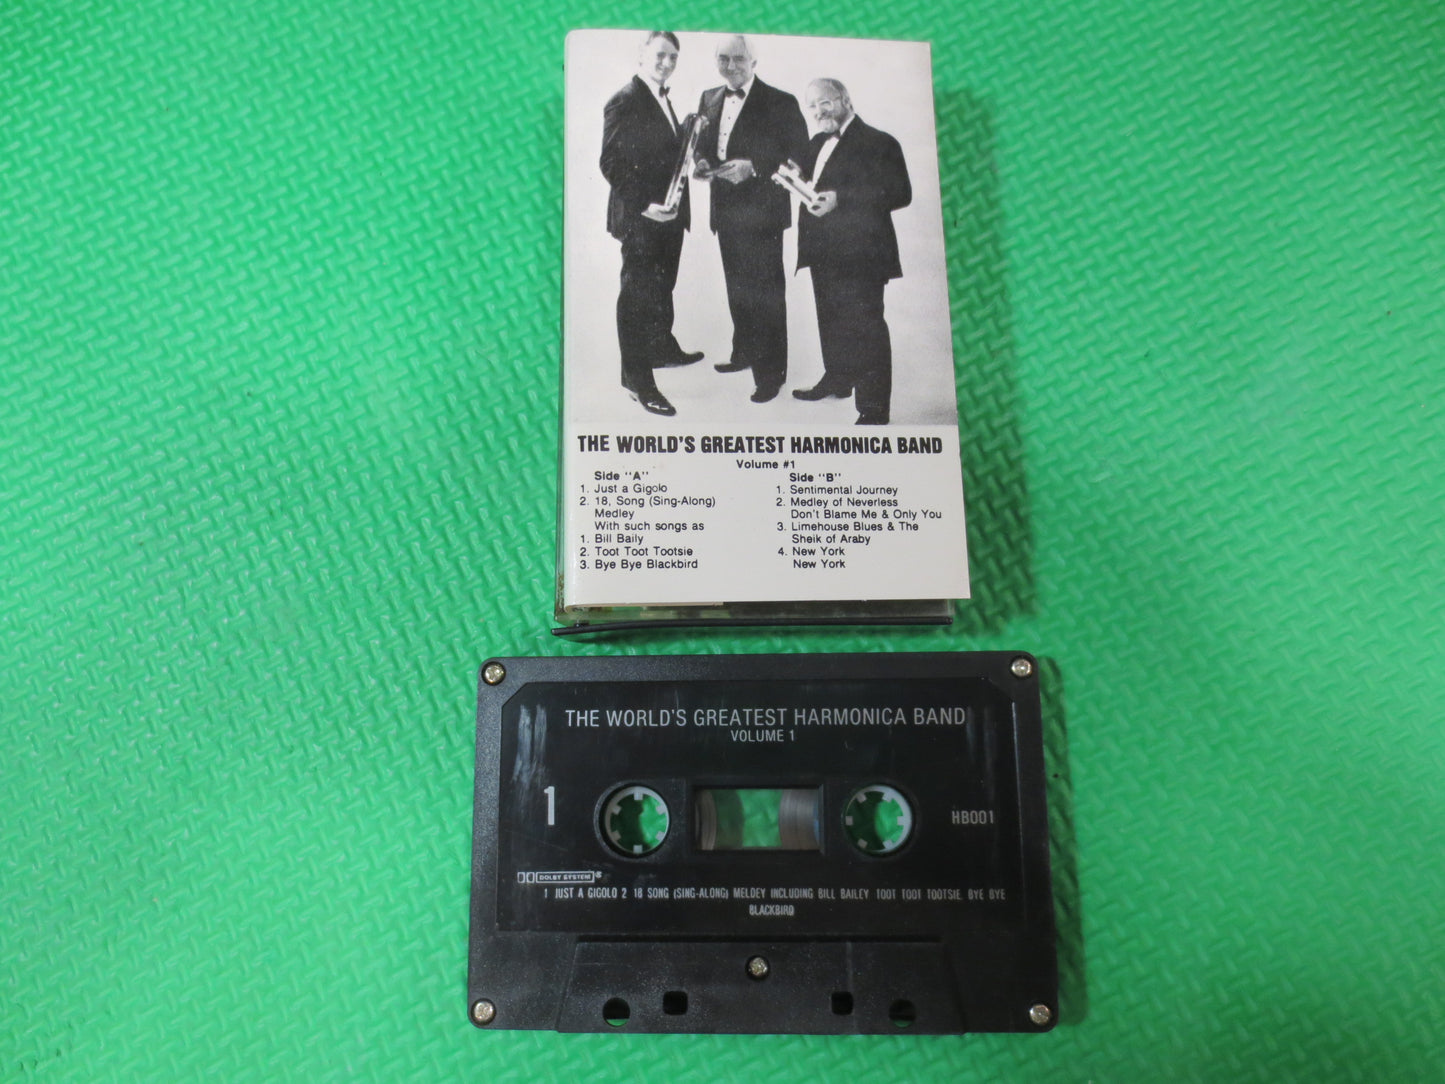 THE WORLD'S GREATEST HARMONICA BAND
Volume #1
Side "A"
1. Just a Gigolo
2. 18, Song (Sing-Along)
Medley
With such songs as
1. Bill Baily
2. Toot Toot Tootsie
3. Bye Bye Blackbird
Side "B"
1. Sentimental Journey
2. Medley of Neverless
Don't Blame Me & Only You
3. Limehouse Blues & The
Sheik of Araby
4. New York
New York
THE WORLD'S GREATEST HARMONICA BAND
VOLUME 1
1
HB001
DOLBY SYSTEM ®
1 JUST A GIGOLO 2 18 SONG (SING-ALONG) MELDEY INCLUDING BILL BAILEY TOOT TOOT TOOTSIE, BYE BYE
BLACKBIRD